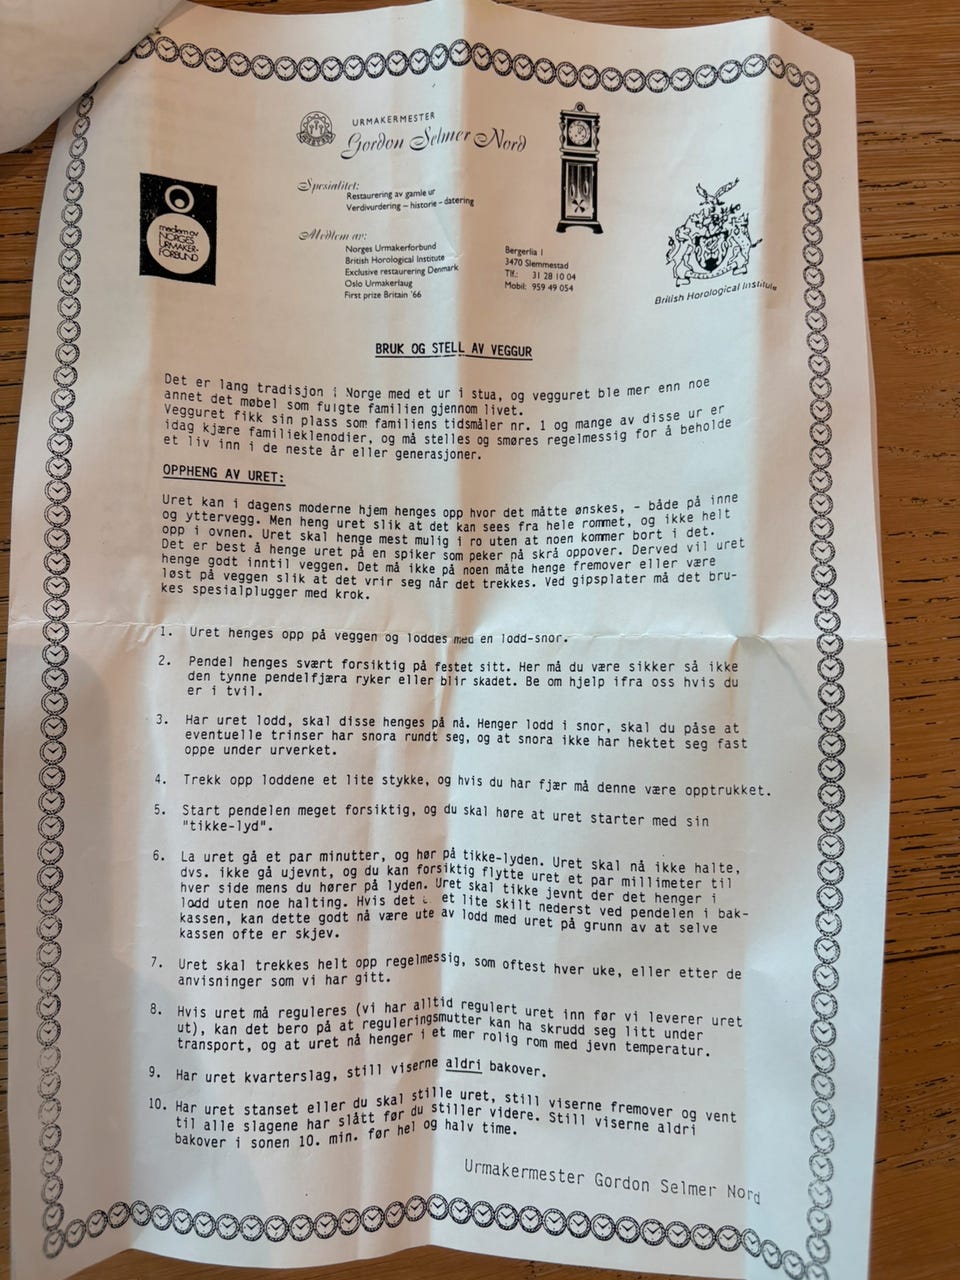 URMAKERMESTER
Gordon Selmer Nord
Spesialitet:
Restaurering av gamle ur
Verdivurdering – historie – datering
Medlem av:
Norges Urmakerforbund
British Horological Institute
Exclusive restaurering Denmark
Oslo Urmakerlaug
First prize Britain '66
medlem av
NORGES
URMAKER-
FORBUND
Bergerlia 1
3470 Slemmestad
Tlf.: 31 28 10 04
Mobil: 959 49 054
British Horological Institute
BRUK OG STELL AV VEGGUR
Det er lang tradisjon i Norge med et ur i stua, og vegguret ble mer enn noe
annet det møbel som fulgte familien gjennom livet.
Vegguret fikk sin plass som familiens tidsmåler nr. 1 og mange av disse ur er
idag kjære familieklenodier, og må stelles og smøres regelmessig for å beholde
et liv inn i de neste år eller generasjoner.
OPPHENG AV URET:
Uret kan i dagens moderne hjem henges opp hvor det måtte ønskes, - både på inne
og yttervegg. Men heng uret slik at det kan sees fra hele rommet, og ikke helt
opp i ovnen. Uret skal henge mest mulig i ro uten at noen kommer bort i det.
Det er best å henge uret på en spiker som peker på skrå oppover. Derved vil uret
henge godt inntil veggen. Det må ikke på noen måte henge fremover eller være
løst på veggen slik at det vrir seg når det trekkes. Ved gipsplater må det bru-
kes spesialplugger med krok.
1. Uret henges opp på veggen og loddes med en lodd-snor.
2. Pendel henges svært forsiktig på festet sitt. Her må du være sikker så ikke
den tynne pendelfjæra ryker eller blir skadet. Be om hjelp ifra oss hvis du
er i tvil.
3. Har uret lodd, skal disse henges på nå. Henger lodd i snor, skal du påse at
eventuelle trinser har snora rundt seg, og at snora ikke har hektet seg fast
oppe under urverket.
4. Trekk opp loddene et lite stykke, og hvis du har fjær må denne være opptrukket.
5. Start pendelen meget forsiktig, og du skal høre at uret starter med sin
"tikke-lyd".
6. La uret gå et par minutter, og hør på tikke-lyden. Uret skal nå ikke halte,
dvs. ikke gå ujevnt, og du kan forsiktig flytte uret et par millimeter til
hver side mens du hører på lyden. Uret skal tikke jevnt der det henger i
lodd uten noe halting. Hvis det et lite skilt nederst ved pendelen i bak-
kassen, kan dette godt nå være ute av lodd med uret på grunn av at selve
kassen ofte er skjev.
7. Uret skal trekkes helt opp regelmessig, som oftest hver uke, eller etter de
anvisninger som vi har gitt.
8. Hvis uret må reguleres (vi har alltid regulert uret inn før vi leverer uret
ut), kan det bero på at reguleringsmutter kan ha skrudd seg litt under
transport, og at uret nå henger i et mer rolig rom med jevn temperatur.
9. Har uret kvarterslag, still viserne aldri bakover.
10. Har uret stanset eller du skal stille uret, still viserne fremover og vent
til alle slagene har slått før du stiller videre. Still viserne aldri
bakover i sonen 10. min. før hel og halv time.
Urmakermester Gordon Selmer Nord